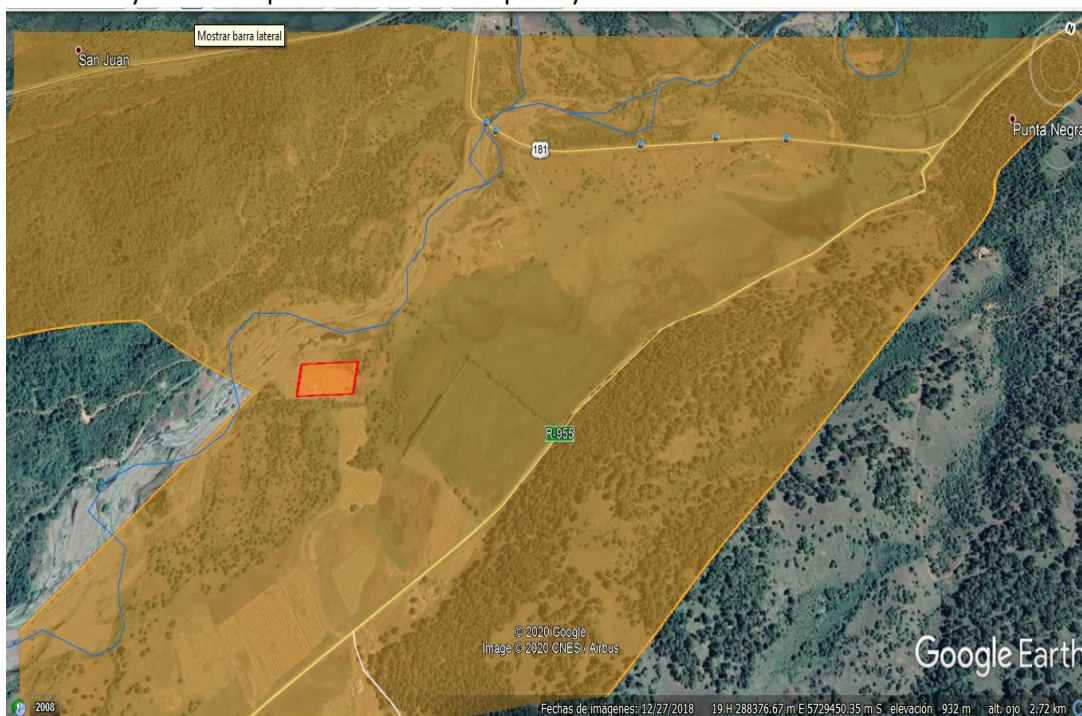 Mostrar barra lateral
San Juan
N
Punta Negra
181
R-955
© 2020 Google
Image © 2020 CNES / Airbus
Google Earth
2008
Fechas de imágenes: 12/27/2018 19 H 288376.67 m E 5729450.35 m S elevación 932 m alt. ojo 2.72 km